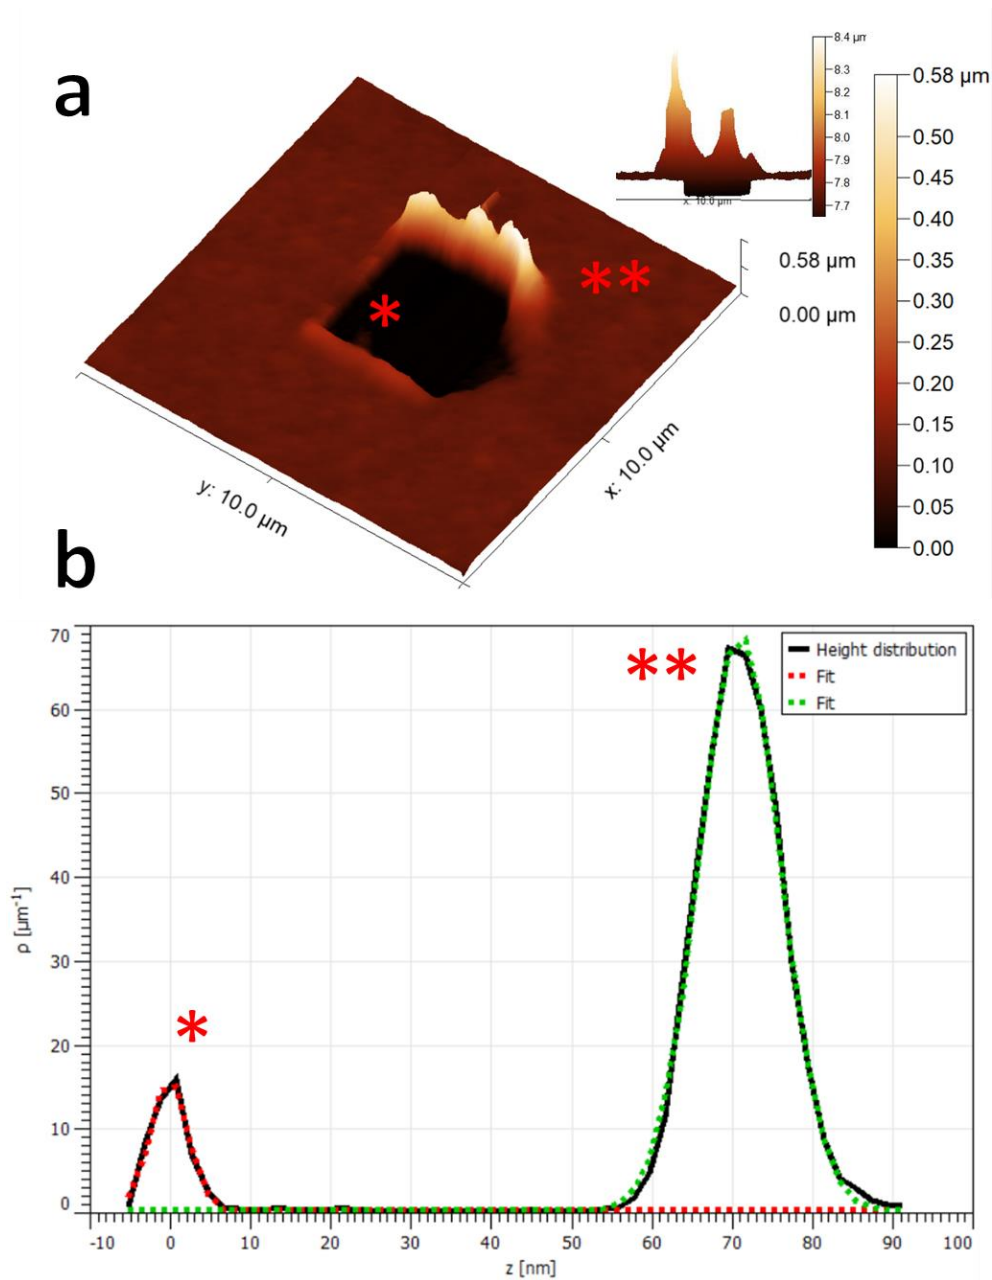 a
8.4 µm
8.3
8.2
8.1
8.0
7.9
7.8
7.7
x: 10.0 µm
0.58 µm
0.50
0.45
0.40
0.35
0.30
0.25
0.20
0.15
0.10
0.05
0.00
0.58 µm
0.00 µm
**
*
x: 10.0 µm
y: 10.0 µm
b
70
60
50
40
30
20
10
0
ρ [µm-1]
**
*
Height distribution
Fit
Fit
-10 0 10 20 30 40 50 60 70 80 90 100
z [nm]